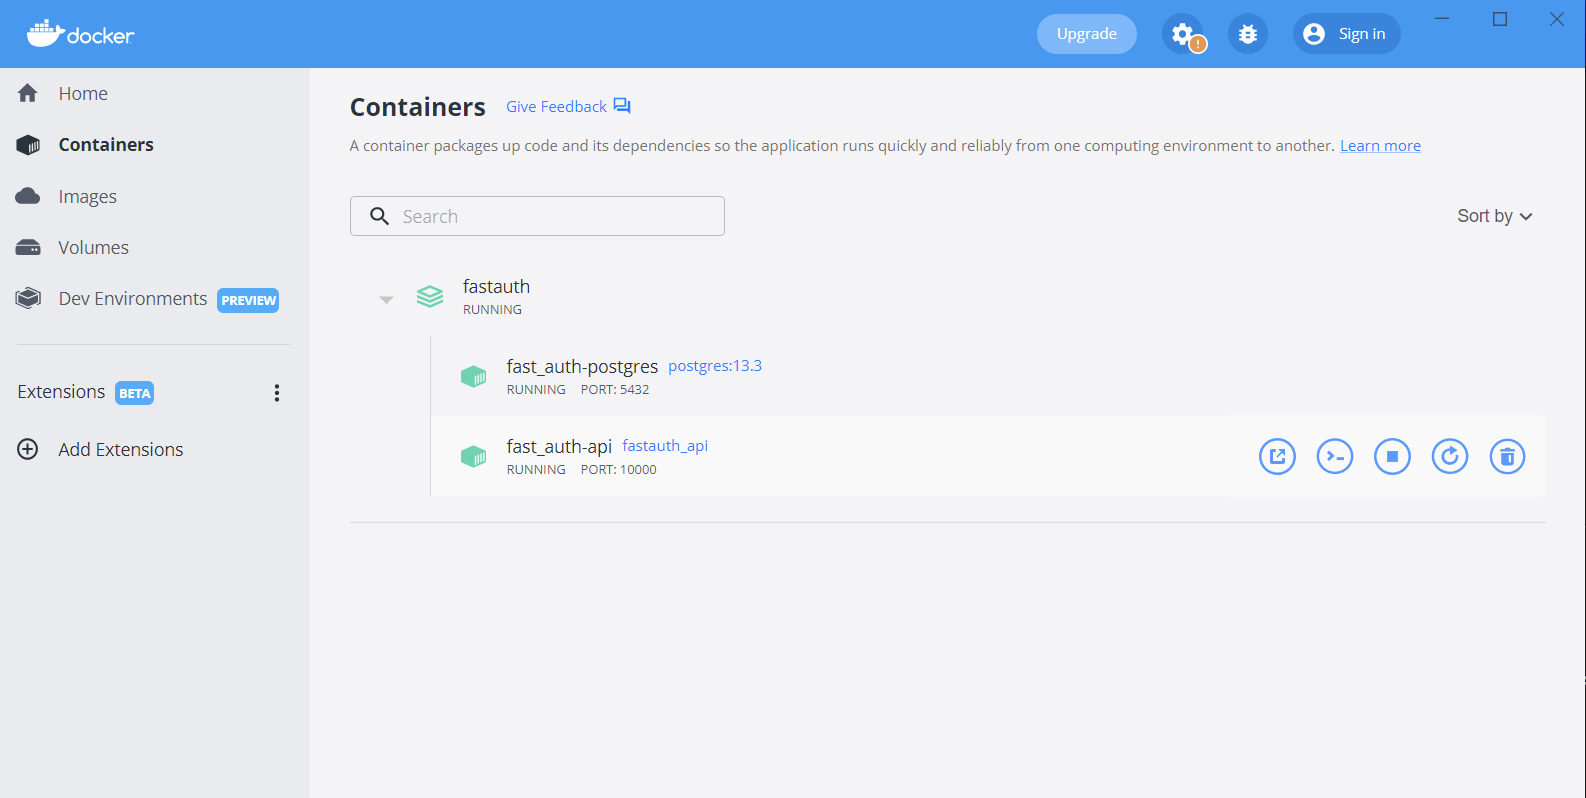 docker
Upgrade
Sign in
Home
Containers
Images
Volumes
Dev Environments PREVIEW
Extensions BETA
Add Extensions
Containers Give Feedback
A container packages up code and its dependencies so the application runs quickly and reliably from one computing environment to another. Learn more
Search
Sort by
fastauth
RUNNING
fast_auth-postgres postgres:13.3
RUNNING PORT: 5432
fast_auth-api fastauth_api
RUNNING PORT: 10000